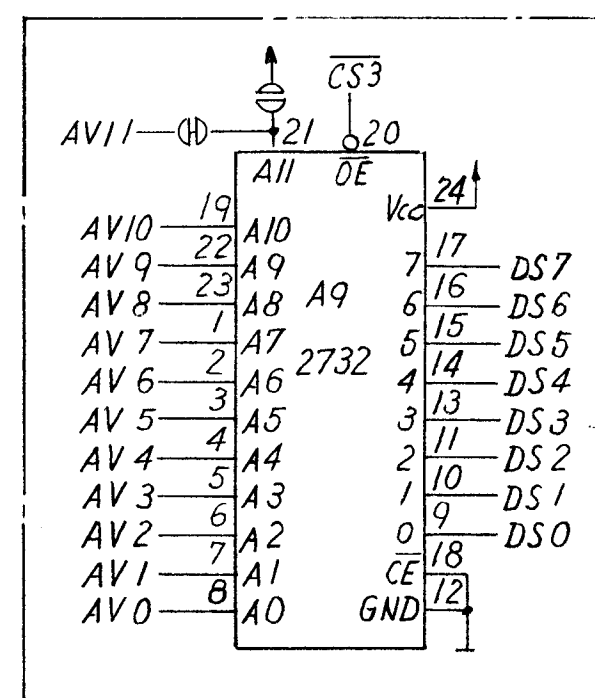 CS3
AV11 21 20
A11 OE
Vcc 24
AV10 19 A10
AV9 22 A9 7 17 DS7
AV8 23 A8 A9 6 16 DS6
AV7 1 A7 2732 5 15 DS5
AV6 2 A6 4 14 DS4
AV5 3 A5 3 13 DS3
AV4 4 A4 2 11 DS2
AV3 5 A3 1 10 DS1
AV2 6 A2 0 9 DS0
AV1 7 A1 CE 18
AV0 8 A0 GND 12